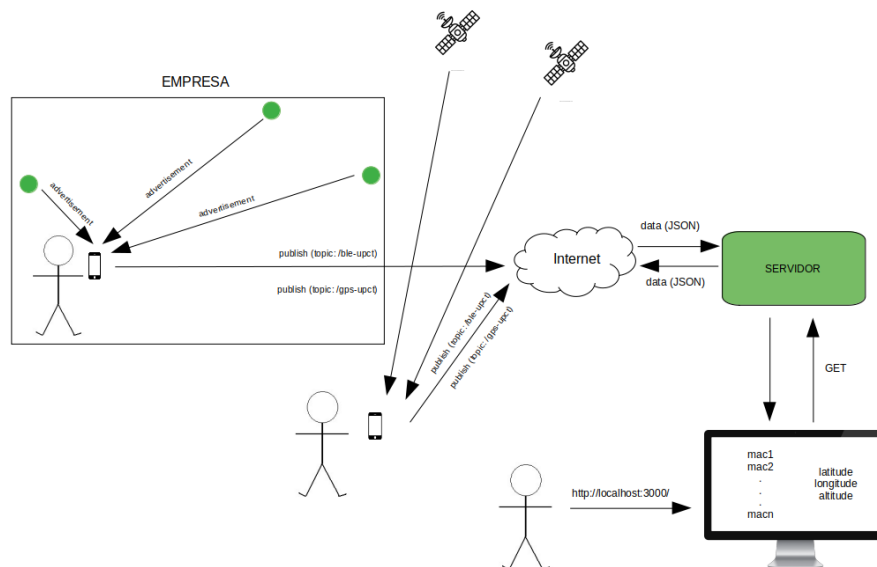 EMPRESA
advertisement
advertisement
advertisement
publish (topic: /ble-upct)
publish (topic: /gps-upct)
Internet
data (JSON)
data (JSON)
SERVIDOR
publish (topic: /ble-upct)
publish (topic: /gps-upct)
GET
http://localhost:3000/
mac1
mac2
.
.
.
macn
latitude
longitude
altitude